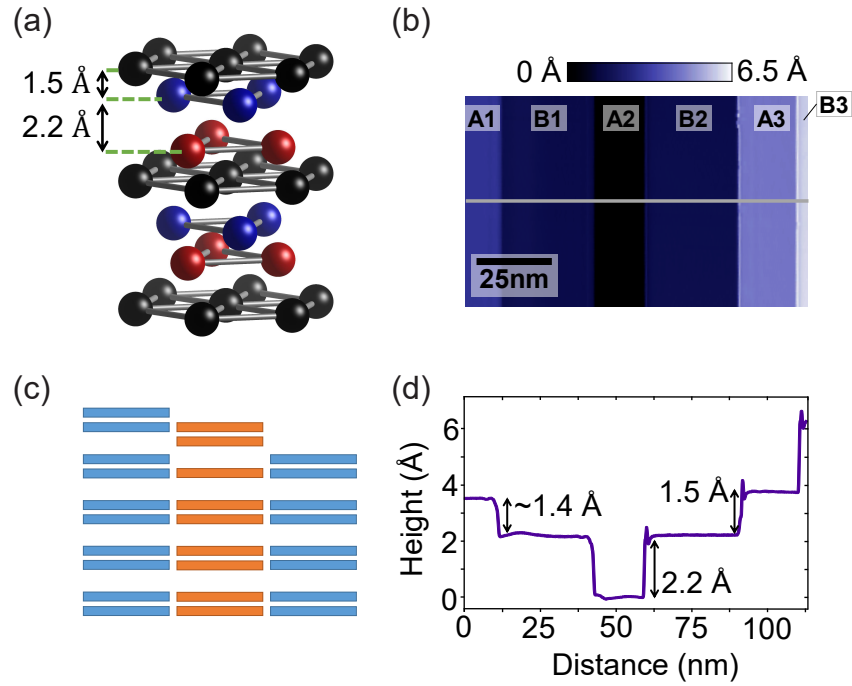 (a)
1.5 Å
2.2 Å
(b)
0 Å 6.5 Å
A1 B1 A2 B2 A3 B3
25nm
(c)
(d)
Height (Å)
6
4
2
0
~1.4 Å
1.5 Å
2.2 Å
0 25 50 75 100
Distance (nm)